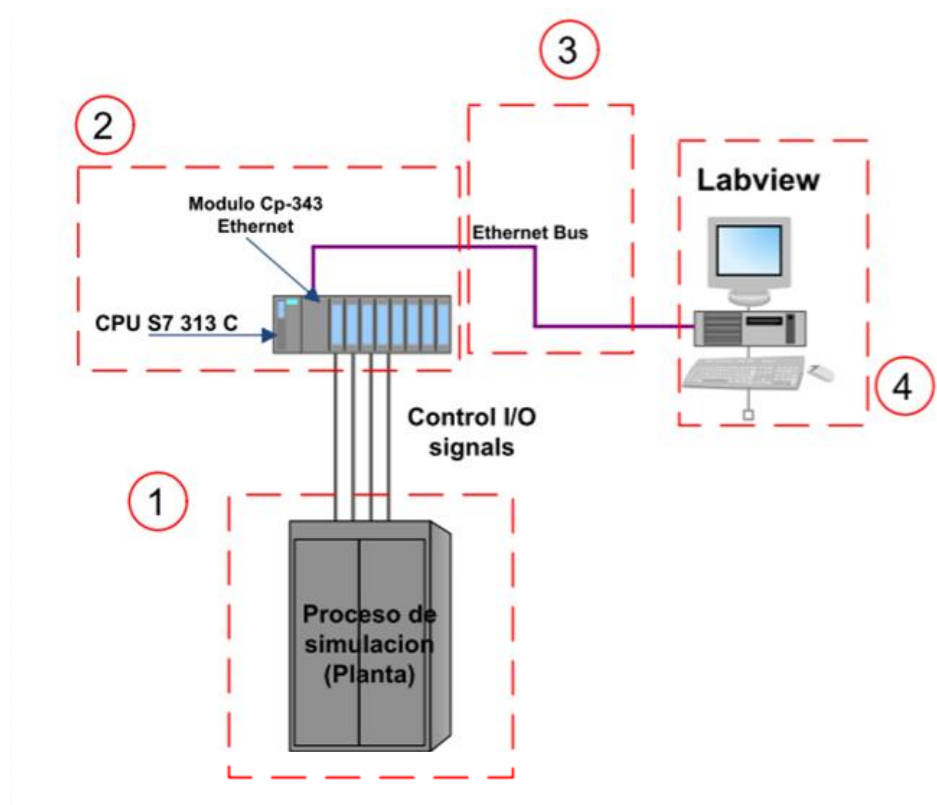 3
2
Labview
Modulo Cp-343
Ethernet
Ethernet Bus
CPU S7 313 C
4
Control I/O
signals
1
Proceso de
simulacion
(Planta)